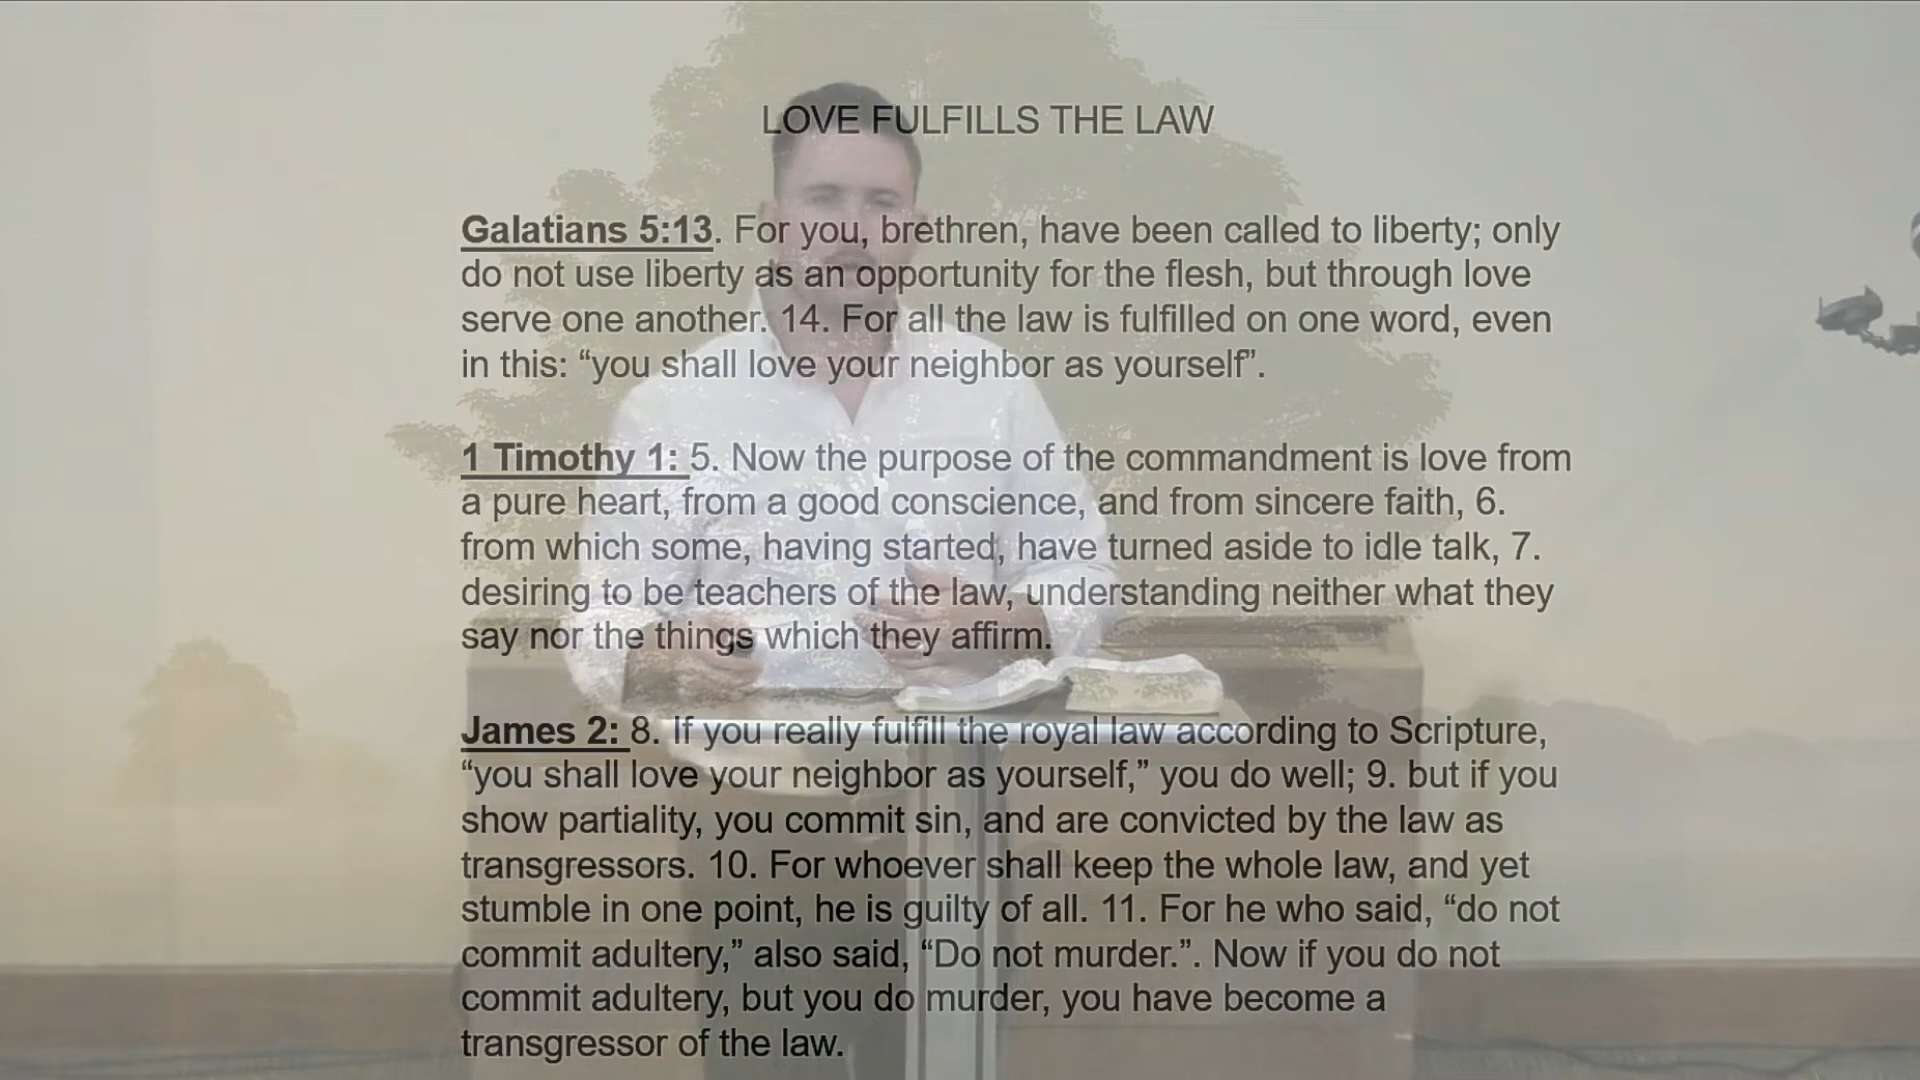 LOVE FULFILLS THE LAW
Galatians 5:13. For you, brethren, have been called to liberty; only
do not use liberty as an opportunity for the flesh, but through love
serve one another. 14. For all the law is fulfilled on one word, even
in this: “you shall love your neighbor as yourself”.
1 Timothy 1: 5. Now the purpose of the commandment is love from
a pure heart, from a good conscience, and from sincere faith, 6.
from which some, having started, have turned aside to idle talk, 7.
desiring to be teachers of the law, understanding neither what they
say nor the things which they affirm.
James 2: 8. If you really fulfill the royal law according to Scripture,
“you shall love your neighbor as yourself,” you do well; 9. but if you
show partiality, you commit sin, and are convicted by the law as
transgressors. 10. For whoever shall keep the whole law, and yet
stumble in one point, he is guilty of all. 11. For he who said, “do not
commit adultery,” also said, “Do not murder.”. Now if you do not
commit adultery, but you do murder, you have become a
transgressor of the law.